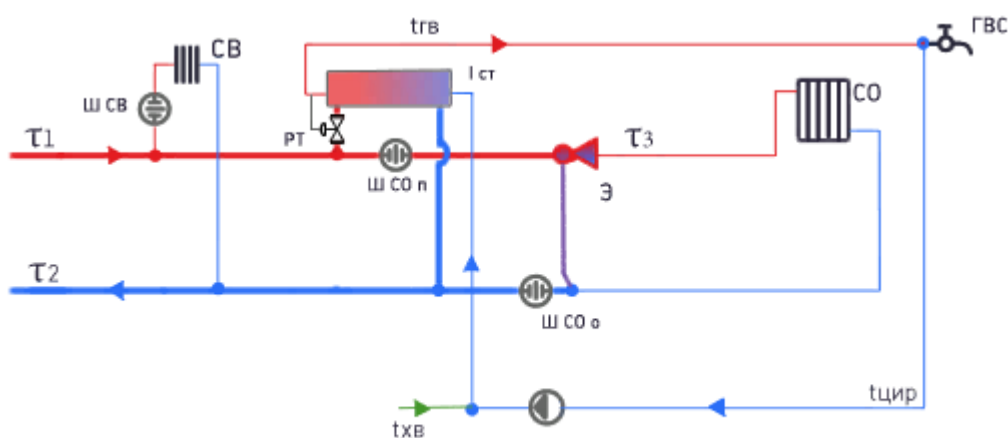 tгв
ГВС
СВ
I ст
СО
Ш СВ
τ1
РТ
τ3
Ш СО п
Э
τ2
Ш СО о
tцир
tхв